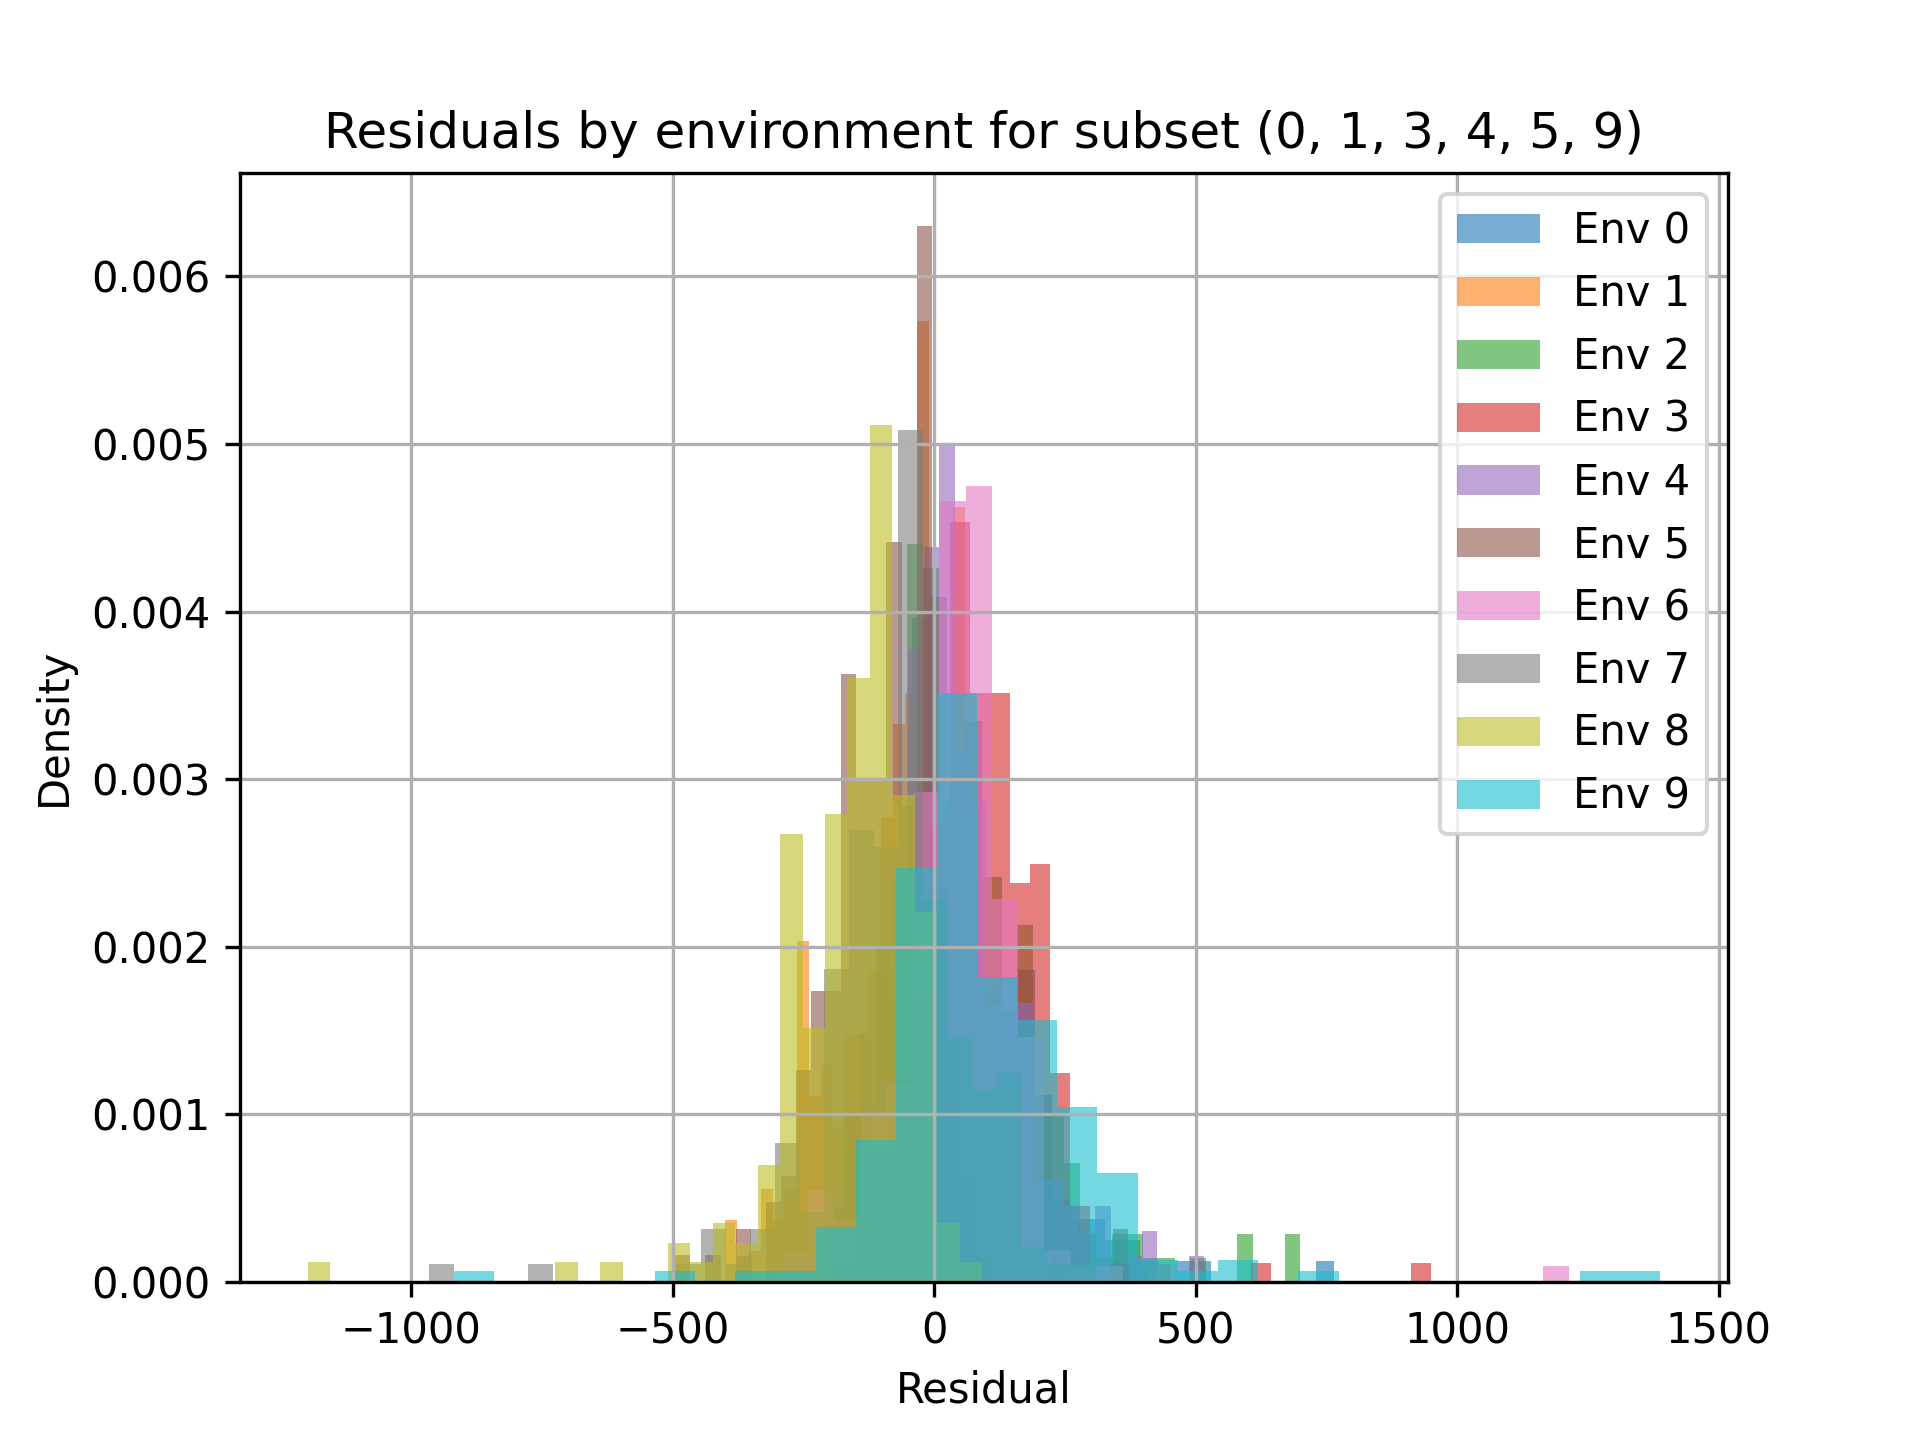 Residuals by environment for subset (0, 1, 3, 4, 5, 9)
Env 0
Env 1
Env 2
Env 3
Env 4
Env 5
Env 6
Env 7
Env 8
Env 9
0.006
0.005
0.004
0.003
0.002
0.001
0.000
Density
−1000
−500
0
500
1000
1500
Residual